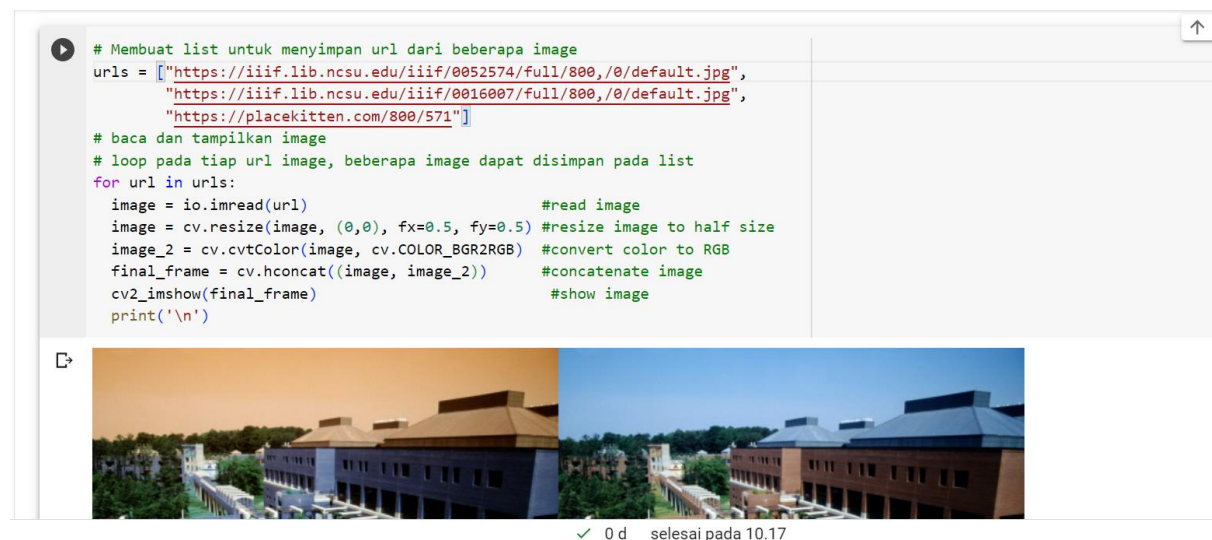 # Membuat list untuk menyimpan url dari beberapa image
urls = ["https://iiif.lib.ncsu.edu/iiif/0052574/full/800,/0/default.jpg",
"https://iiif.lib.ncsu.edu/iiif/0016007/full/800,/0/default.jpg",
"https://placekitten.com/800/571"]
# baca dan tampilkan image
# loop pada tiap url image, beberapa image dapat disimpan pada list
for url in urls:
image = io.imread(url) #read image
image = cv.resize(image, (0,0), fx=0.5, fy=0.5) #resize image to half size
image_2 = cv.cvtColor(image, cv.COLOR_BGR2RGB) #convert color to RGB
final_frame = cv.hconcat((image, image_2)) #concatenate image
cv2_imshow(final_frame) #show image
print('\n')
✓ 0 d selesai pada 10.17